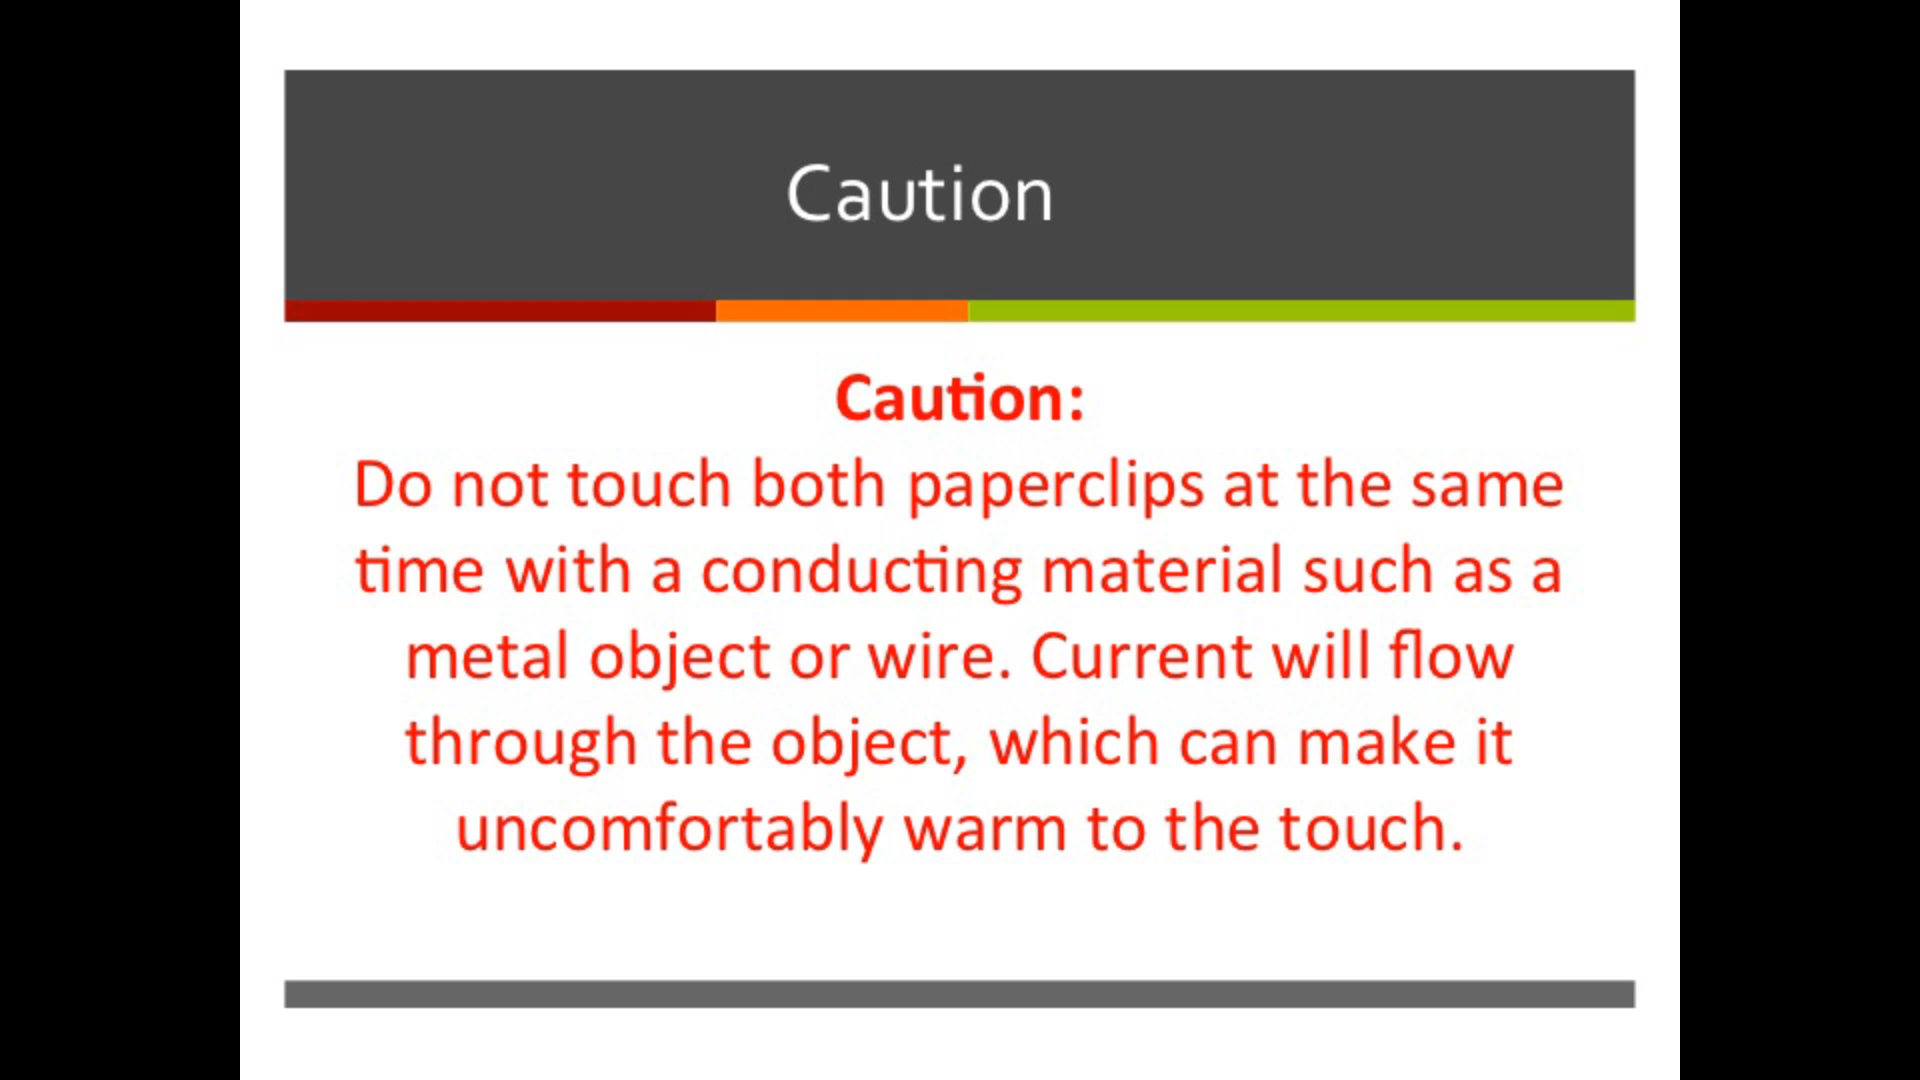 Caution
Caution:
Do not touch both paperclips at the same
time with a conducting material such as a
metal object or wire. Current will flow
through the object, which can make it
uncomfortably warm to the touch.